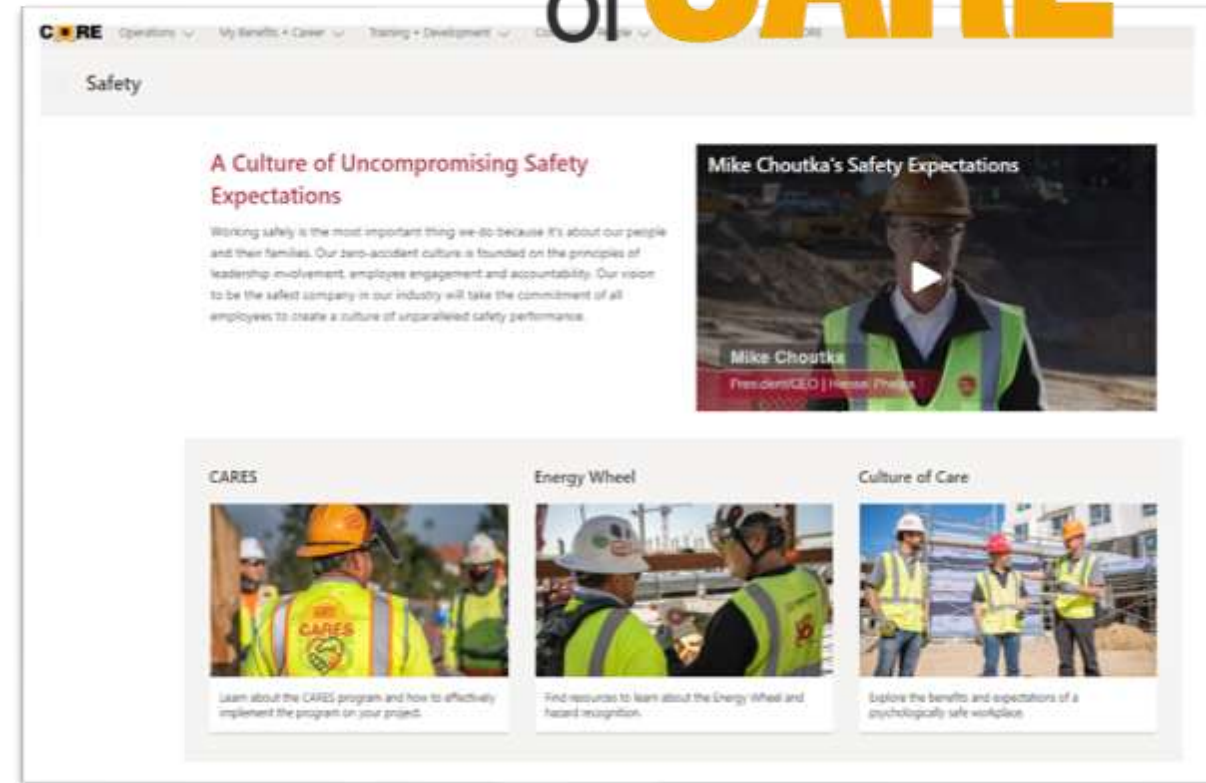 of CARE
CORE Operations My Benefits + Career Training + Development
Safety
A Culture of Uncompromising Safety
Expectations
Working safely is the most important thing we do because it's about our people
and their families. Our zero-accident culture is founded on the principles of
leadership involvement, employee engagement and accountability. Our vision
to be the safest company in our industry will take the commitment of all
employees to create a culture of unparalleled safety performance.
Mike Choutka's Safety Expectations
Mike Choutka
President/CEO | Hensel Phelps
CARES
Energy Wheel
Culture of Care
CARES
Learn about the CARES program and how to effectively
implement the program on your project.
Find resources to learn about the Energy Wheel and
hazard recognition.
Explore the benefits and expectations of a
psychologically safe workplace.